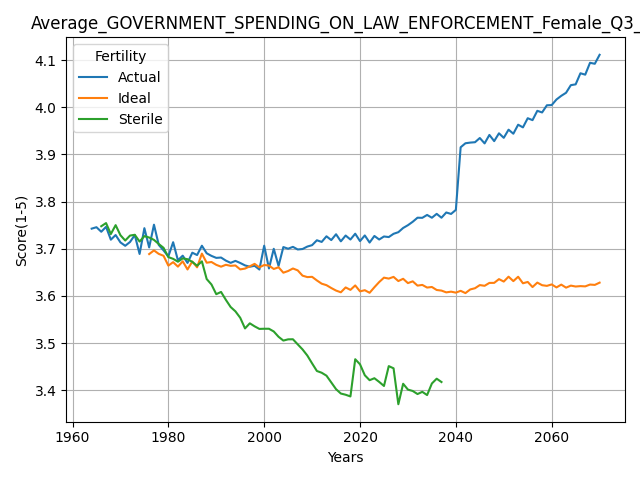 Average_GOVERNMENT_SPENDING_ON_LAW_ENFORCEMENT_Female_Q3_
Fertility
Actual
Ideal
Sterile
Score(1-5)
4.1
4.0
3.9
3.8
3.7
3.6
3.5
3.4
1960 1980 2000 2020 2040 2060
Years